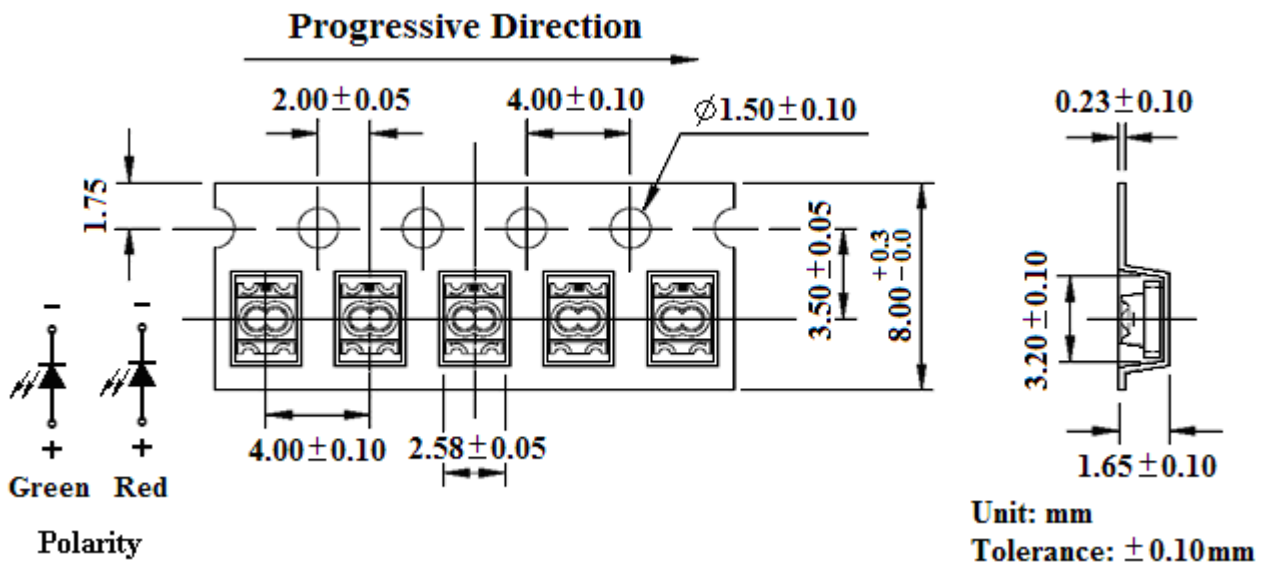 Progressive Direction
2.00±0.05
4.00±0.10
⌀1.50±0.10
0.23±0.10
1.75
3.50±0.05
8.00 +0.3 -0.0
3.20±0.10
-
-
+
+
Green
Red
Polarity
4.00±0.10
2.58±0.05
1.65±0.10
Unit: mm
Tolerance: ±0.10mm